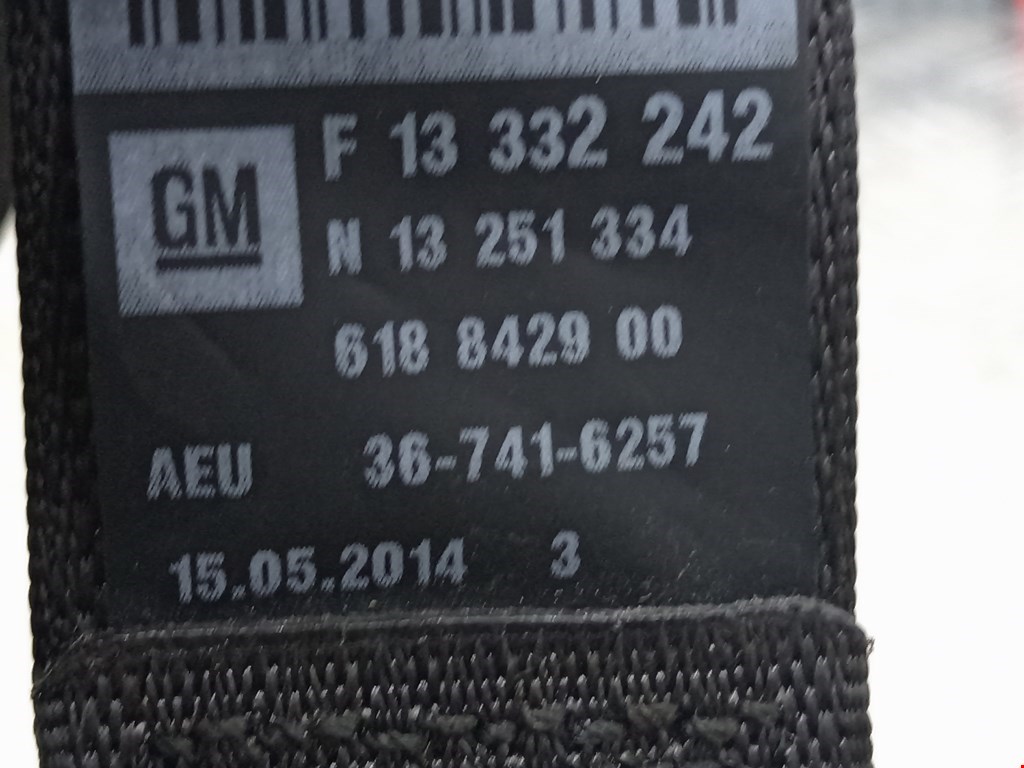 F 13 332 242
GM
N 13 251 334
618 8429 00
AEU 36-741-6257
15.05.2014 3